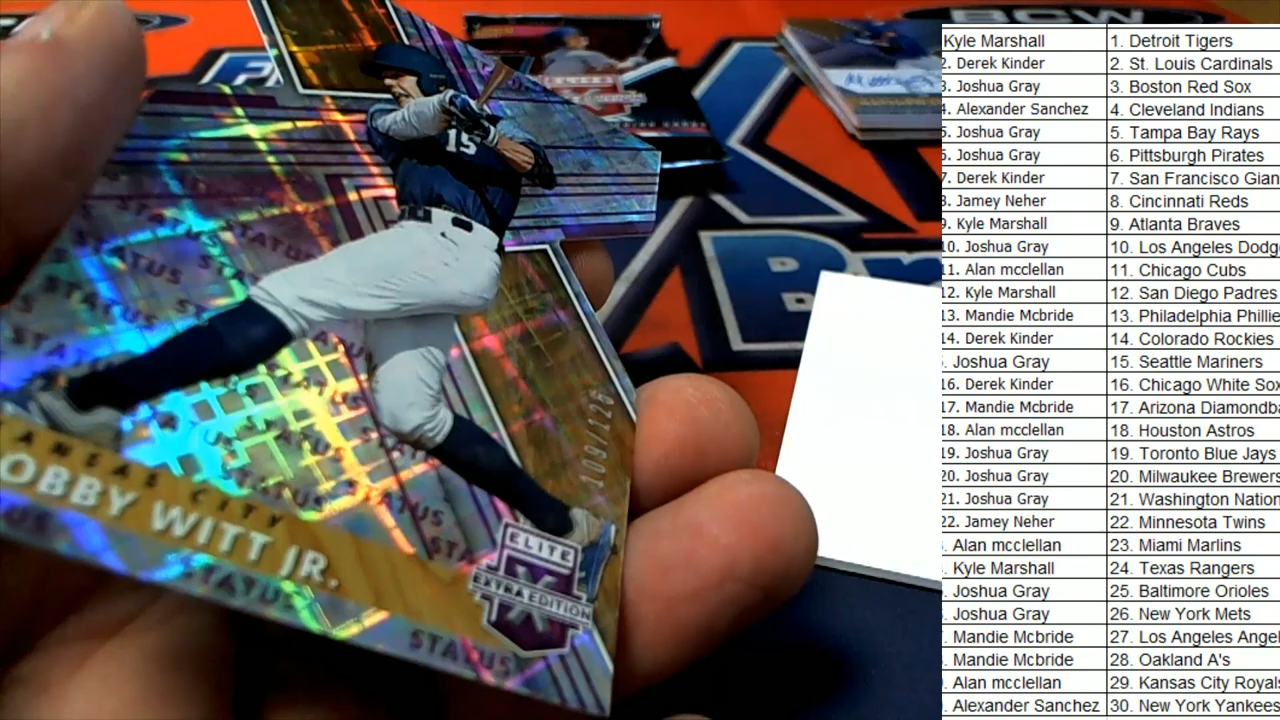 BCW
15
109/126
KANSAS CITY
OBBY WITT JR.
ELITE
EXTRA EDITION
STATUS
STATUS
STATUS
STATUS
STATUS
Kyle Marshall 1. Detroit Tigers
2. Derek Kinder 2. St. Louis Cardinals
3. Joshua Gray 3. Boston Red Sox
4. Alexander Sanchez 4. Cleveland Indians
5. Joshua Gray 5. Tampa Bay Rays
6. Joshua Gray 6. Pittsburgh Pirates
7. Derek Kinder 7. San Francisco Gian
8. Jamey Neher 8. Cincinnati Reds
9. Kyle Marshall 9. Atlanta Braves
10. Joshua Gray 10. Los Angeles Dodg
11. Alan mcclellan 11. Chicago Cubs
12. Kyle Marshall 12. San Diego Padres
13. Mandie Mcbride 13. Philadelphia Phillie
14. Derek Kinder 14. Colorado Rockies
. Joshua Gray 15. Seattle Mariners
16. Derek Kinder 16. Chicago White Sox
17. Mandie Mcbride 17. Arizona Diamondb
18. Alan mcclellan 18. Houston Astros
19. Joshua Gray 19. Toronto Blue Jays
20. Joshua Gray 20. Milwaukee Brewers
21. Joshua Gray 21. Washington Nation
22. Jamey Neher 22. Minnesota Twins
. Alan mcclellan 23. Miami Marlins
. Kyle Marshall 24. Texas Rangers
. Joshua Gray 25. Baltimore Orioles
. Joshua Gray 26. New York Mets
. Mandie Mcbride 27. Los Angeles Angel
. Mandie Mcbride 28. Oakland A's
. Alan mcclellan 29. Kansas City Royals
. Alexander Sanchez 30. New York Yankees